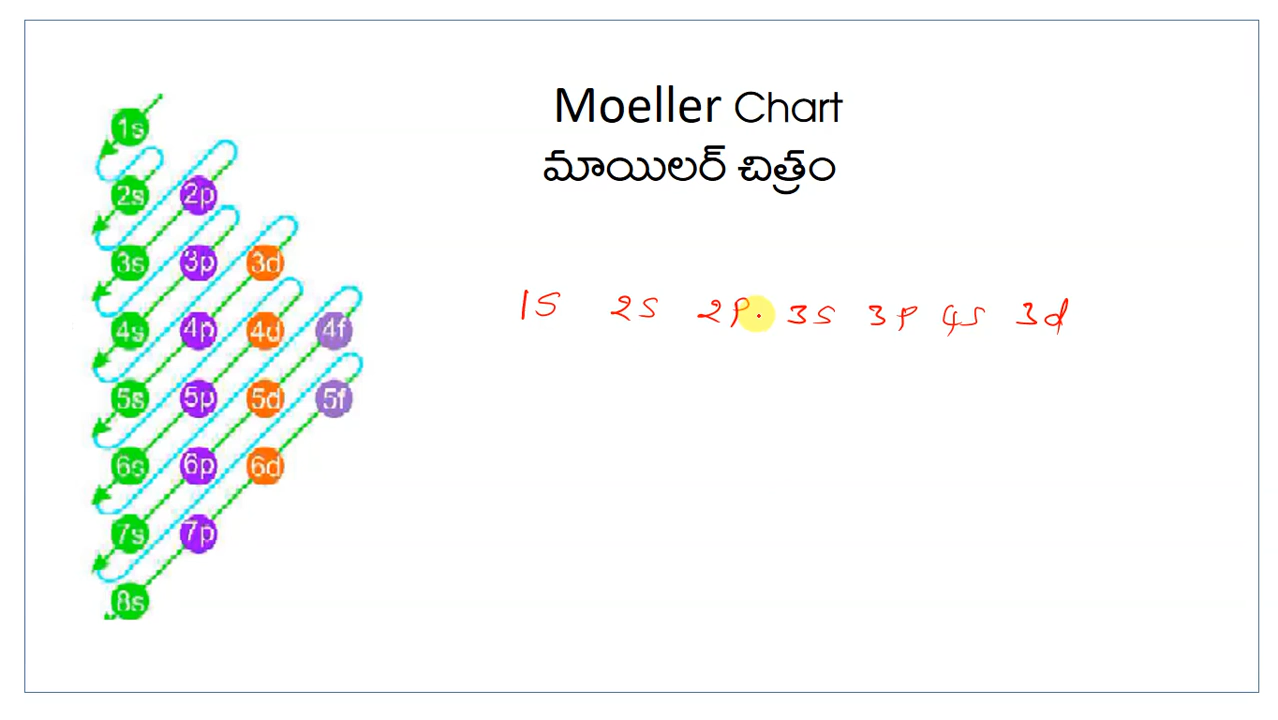 Moeller Chart
మాయిలర్ చిత్రం
1s
2s 2p
3s 3p 3d
4s 4p 4d 4f
5s 5p 5d 5f
6s 6p 6d
7s 7p
8s
1S 2S 2P. 3S 3P 4S 3d